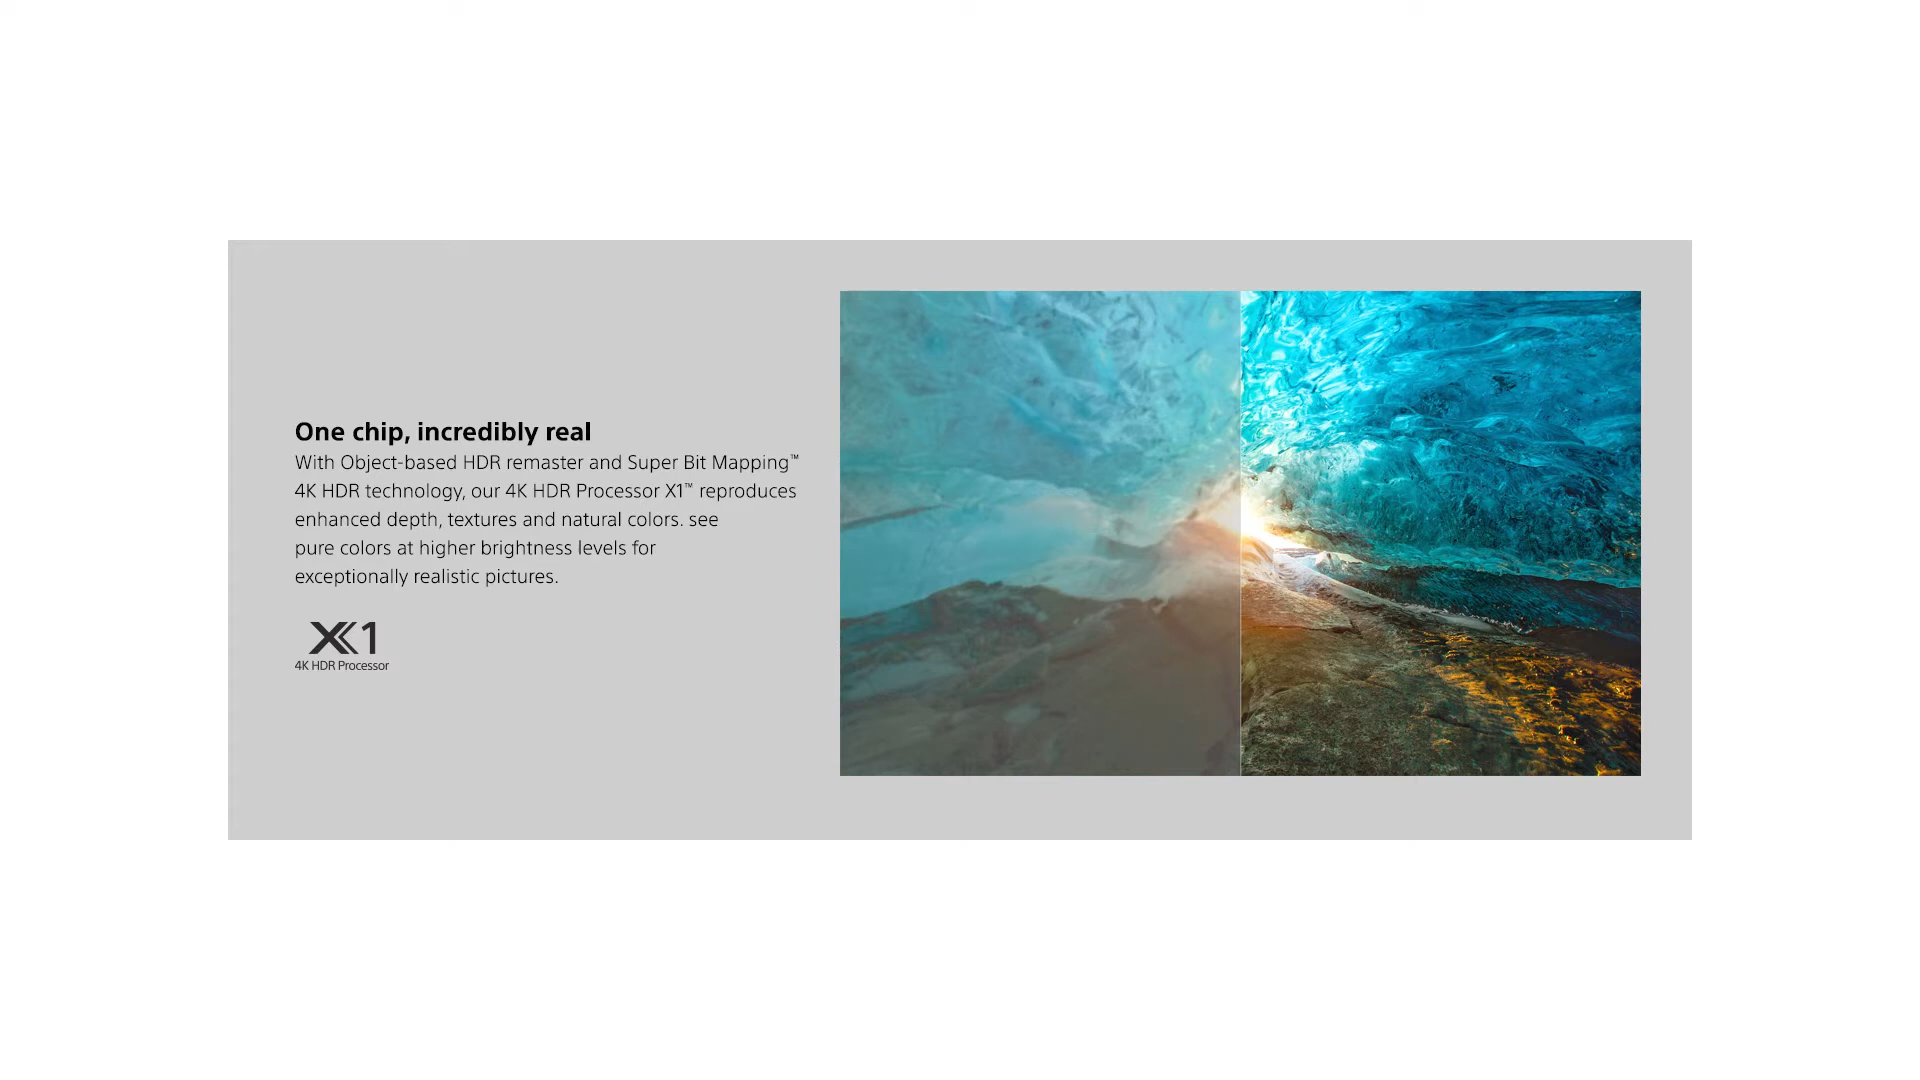 One chip, incredibly real
With Object-based HDR remaster and Super Bit Mapping™
4K HDR technology, our 4K HDR Processor X1™ reproduces
enhanced depth, textures and natural colors. see
pure colors at higher brightness levels for
exceptionally realistic pictures.
X1
4K HDR Processor